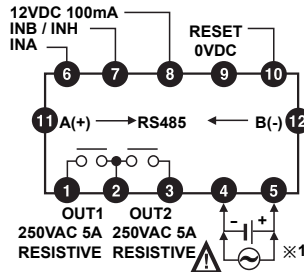 12VDC 100mA
INB / INH
INA
RESET
0VDC
6 7 8 9 10
11 A(+) RS485 B(-) 12
1 2 3 4 5
OUT1 OUT2
250VAC 5A 250VAC 5A
RESISTIVE RESISTIVE
- +
! ※1